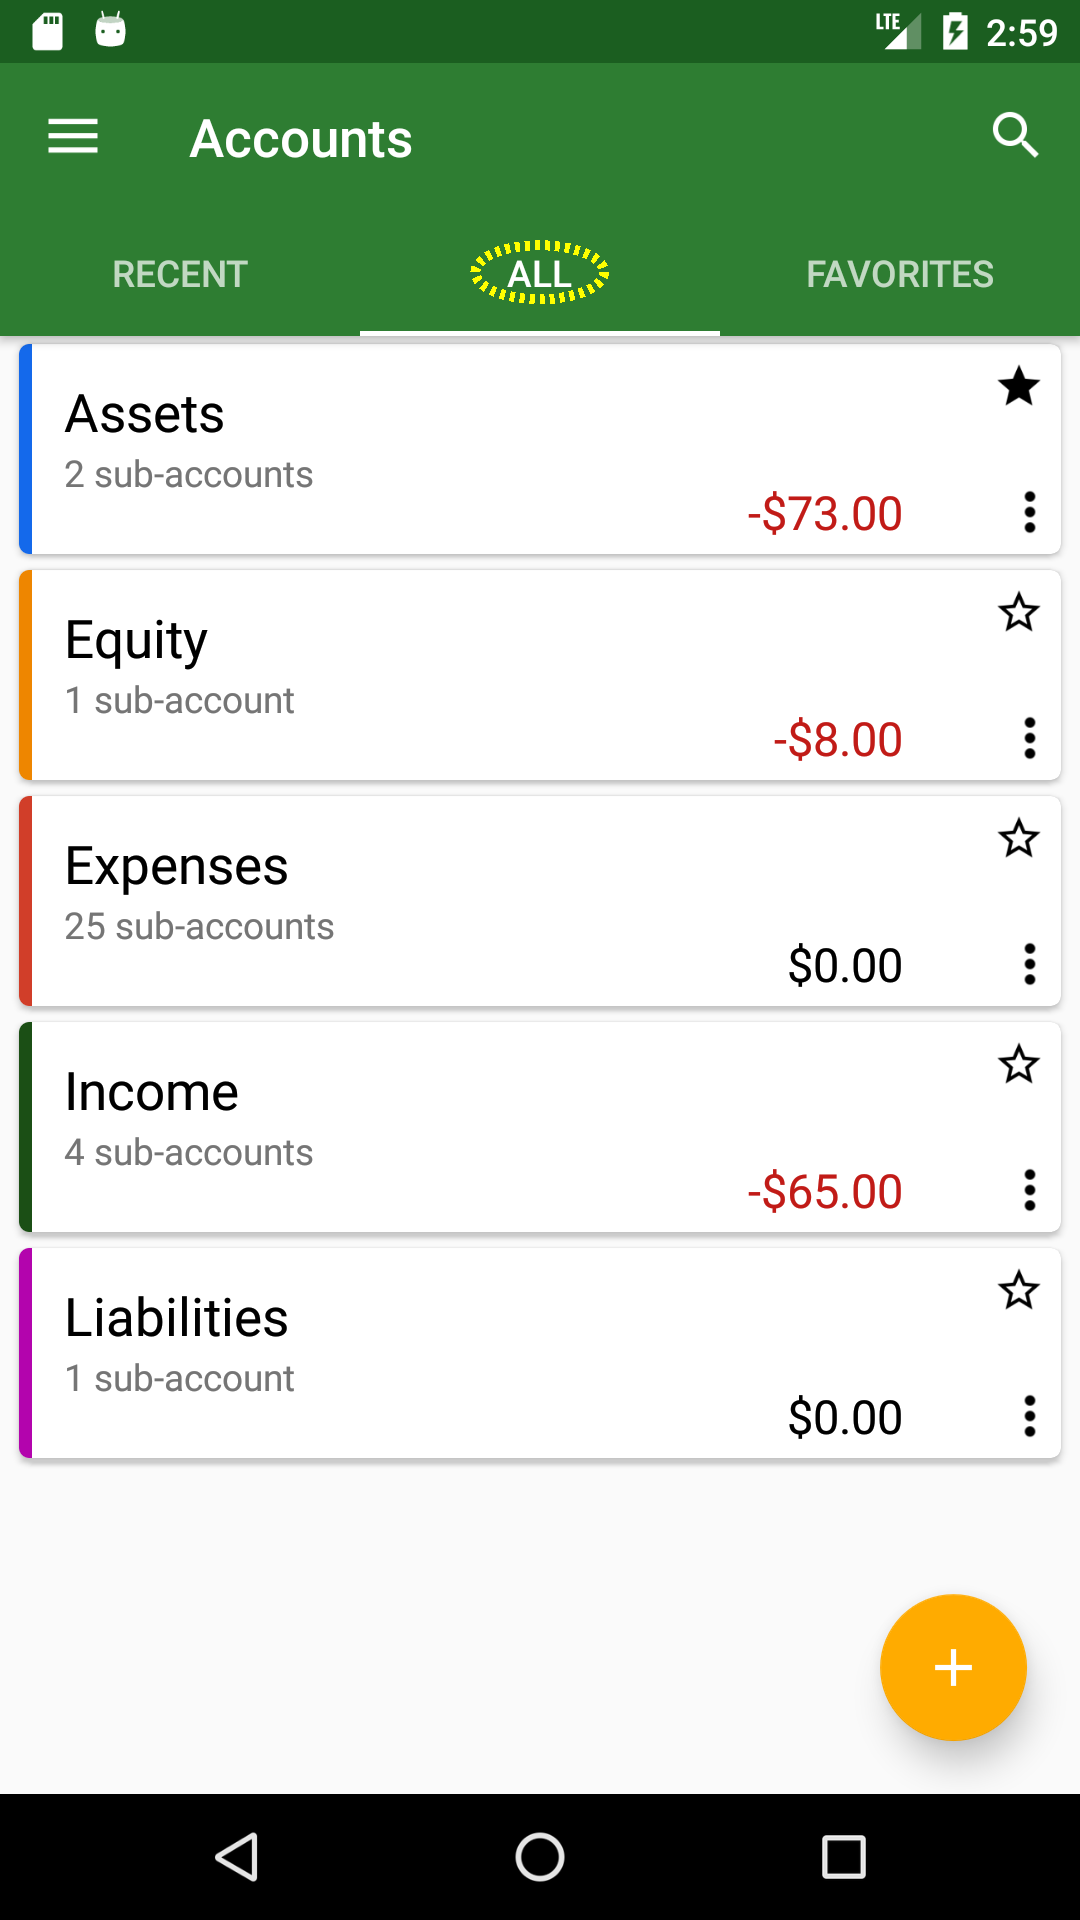 LTE 2:59
Accounts
RECENT ALL FAVORITES
Assets
2 sub-accounts
-$73.00
Equity
1 sub-account
-$8.00
Expenses
25 sub-accounts
$0.00
Income
4 sub-accounts
-$65.00
Liabilities
1 sub-account
$0.00